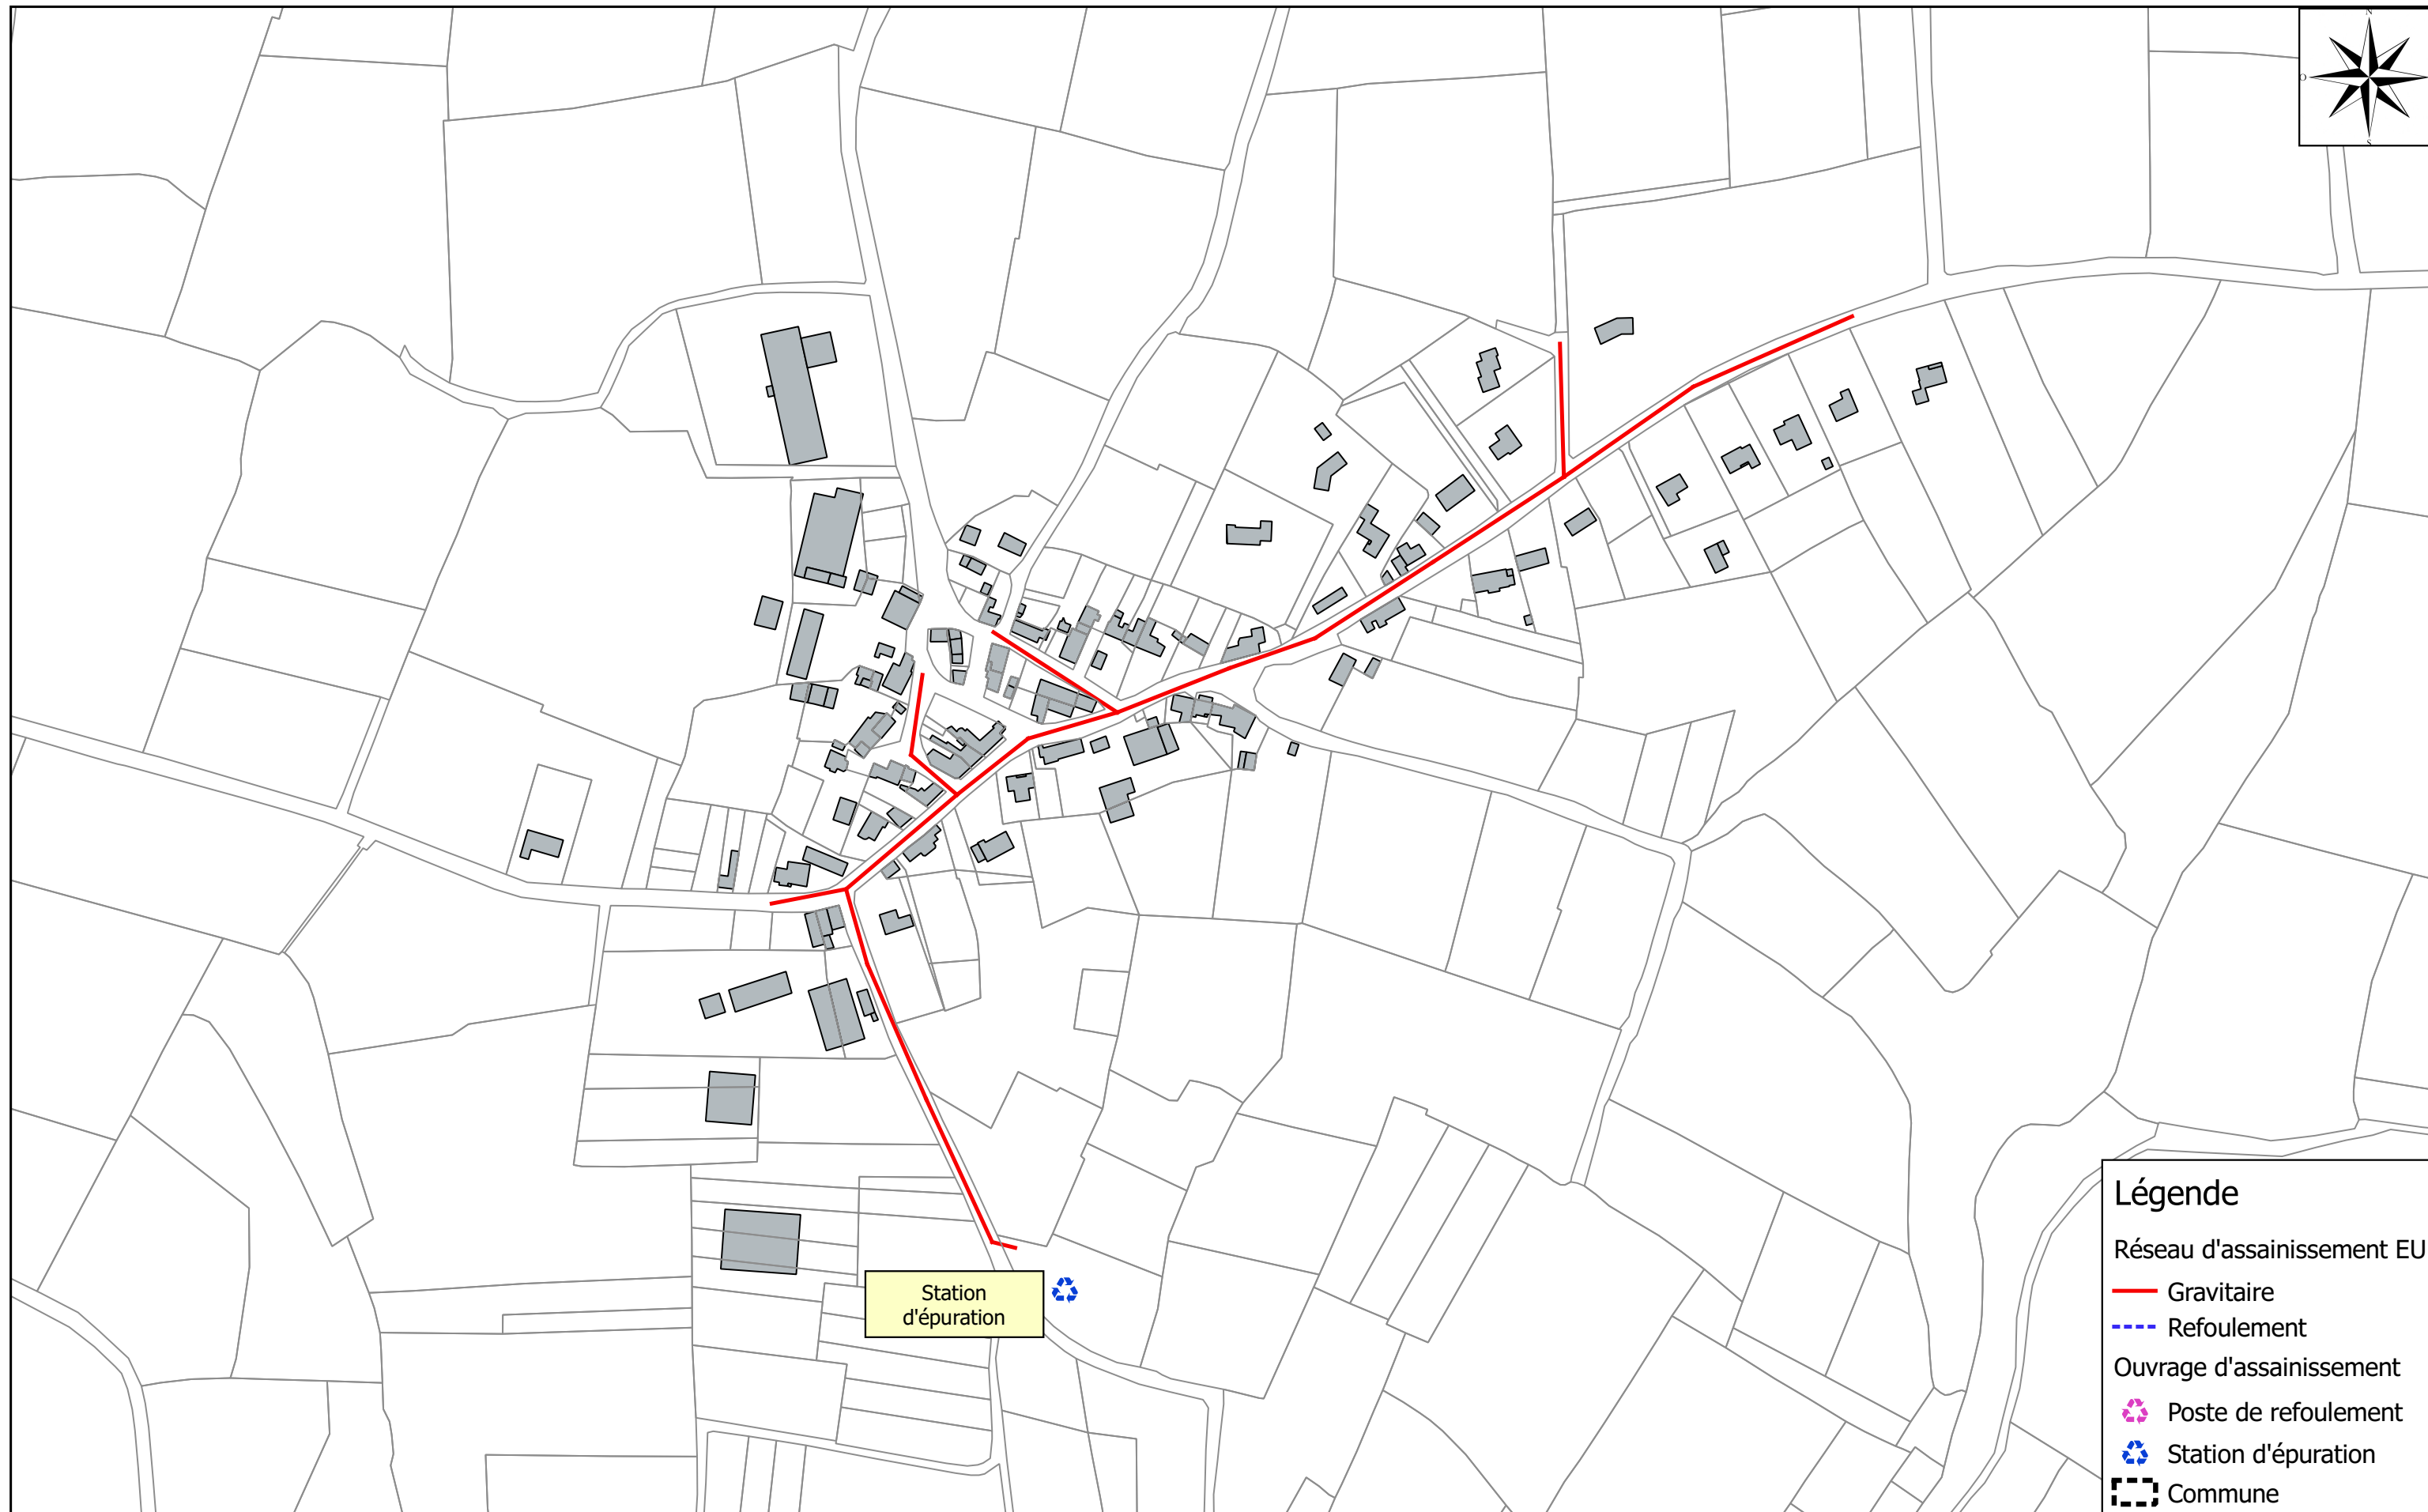 N
O
S
Station
d'épuration
Légende
Réseau d'assainissement EU
Gravitaire
Refoulement
Ouvrage d'assainissement
Poste de refoulement
Station d'épuration
Commune